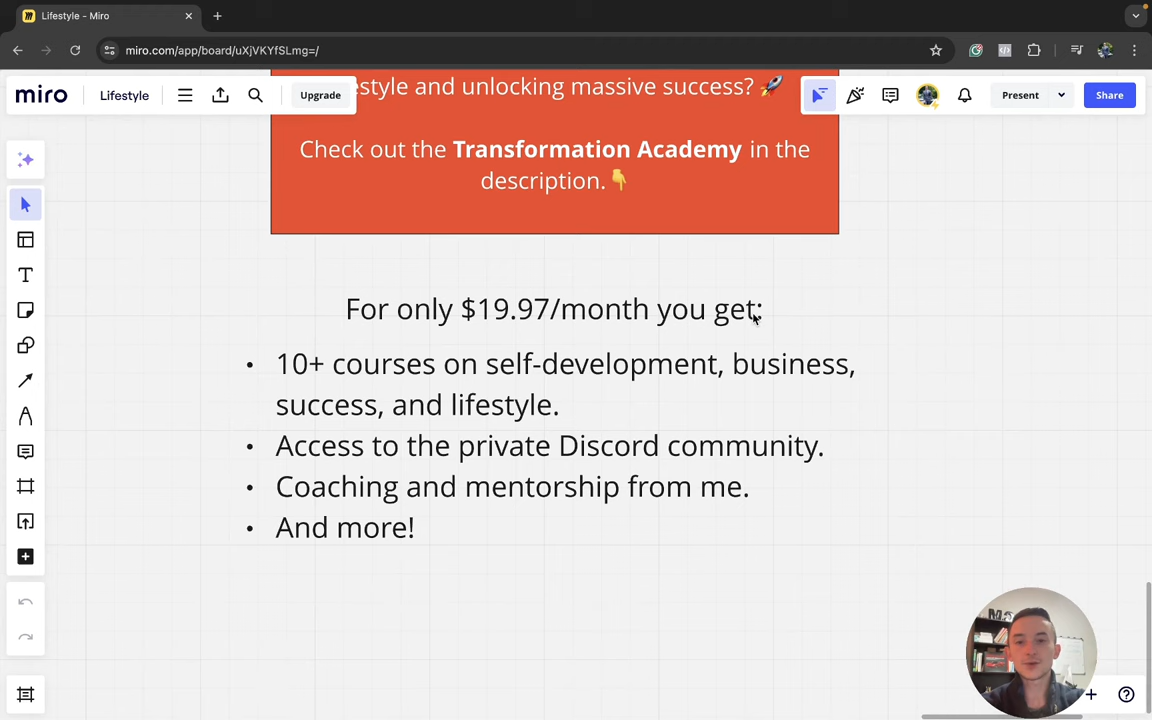 Lifestyle - Miro
miro.com/app/board/uXjVKYfSLmg=/
miro
Lifestyle
Upgrade
Present
Share
estyle and unlocking massive success? 🚀
Check out the Transformation Academy in the
description.👇
For only $19.97/month you get:
• 10+ courses on self-development, business,
success, and lifestyle.
• Access to the private Discord community.
• Coaching and mentorship from me.
• And more!